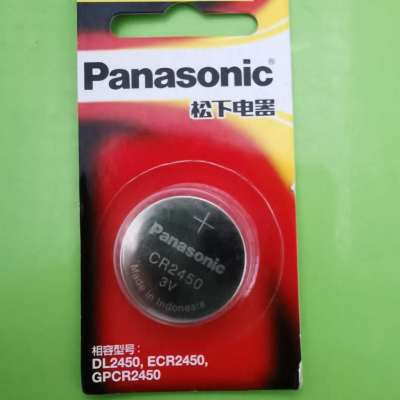 Panasonic®
松下电器
+
Panasonic
CR2450
3V
Made in Indonesia
相容型号:
DL2450, ECR2450,
GPCR2450